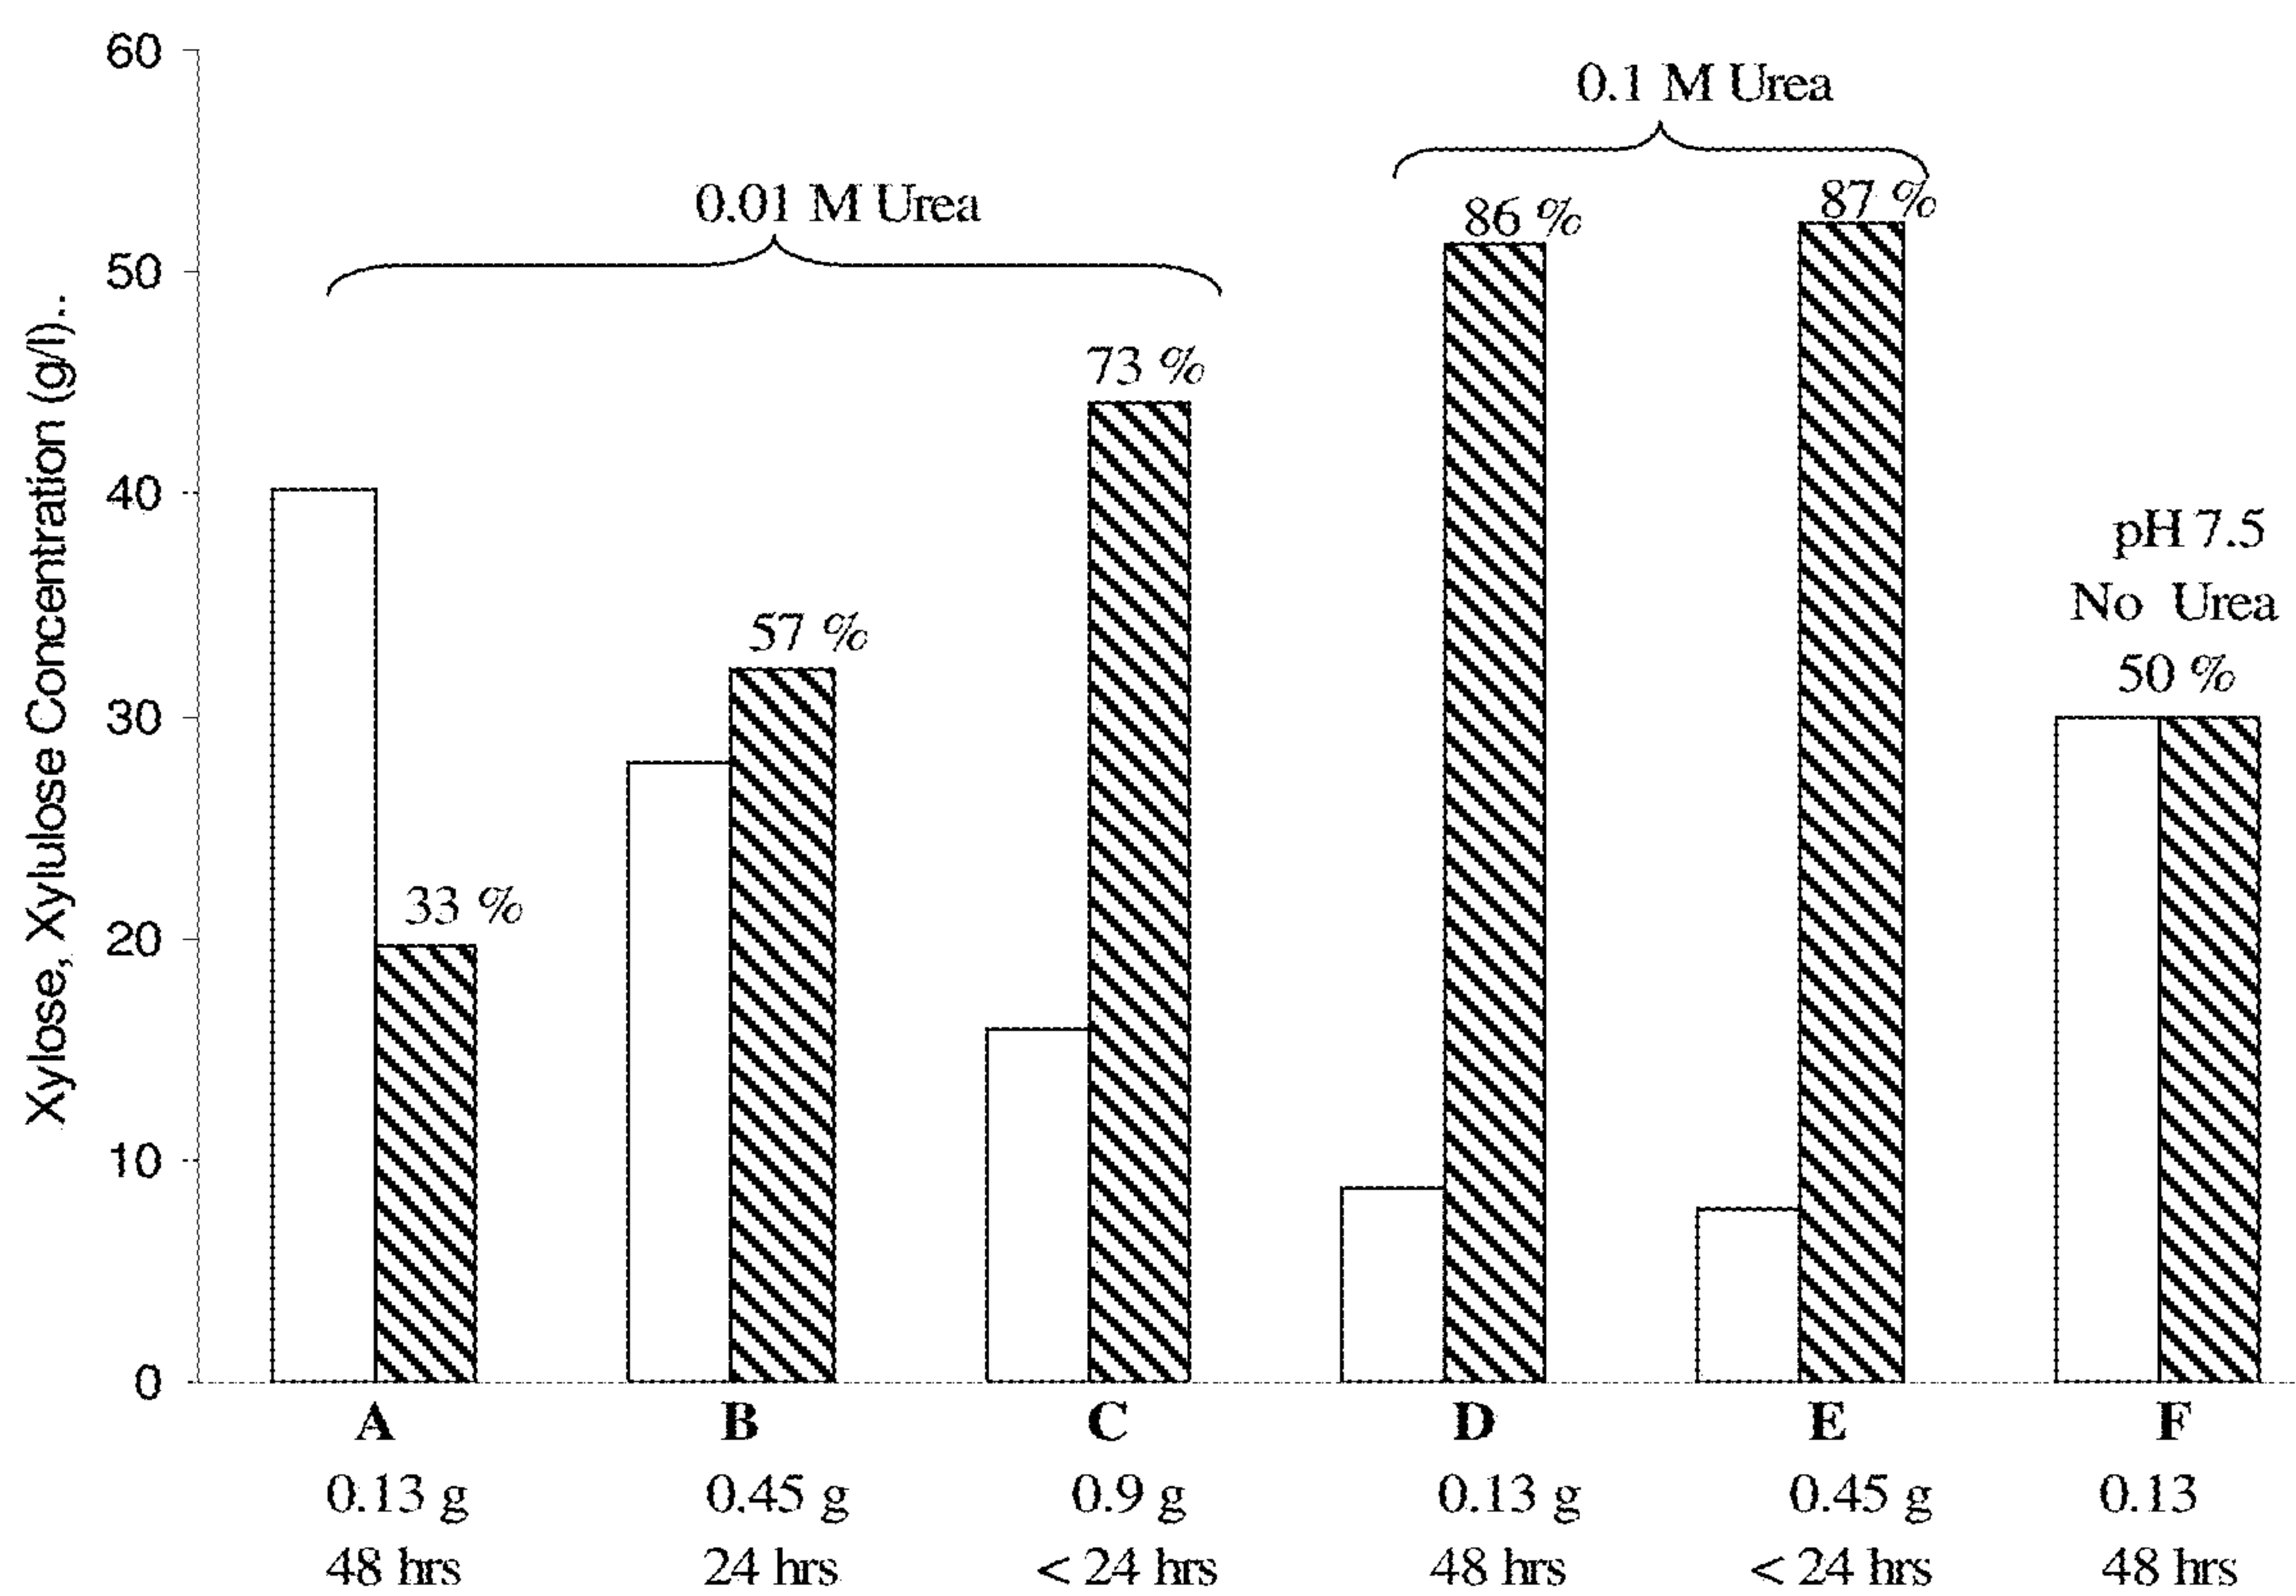 60
0.1 M Urea
87 %
86 %
0.01 M Urea
50
73 %
40
pH 7.5
No Urea
50 %
57 %
30
33 %
20
10
0
Xylose, Xylulose Concentration (g/l)..
A B C D E F
0.13 g 0.45 g 0.9 g 0.13 g 0.45 g 0.13
48 hrs 24 hrs < 24 hrs 48 hrs < 24 hrs 48 hrs